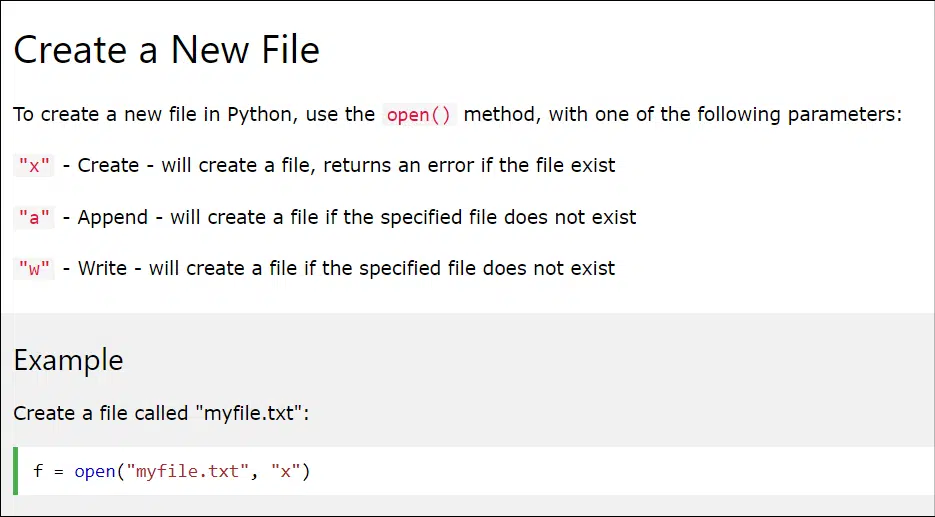 Create a New File
To create a new file in Python, use the open() method, with one of the following parameters:
"x" - Create - will create a file, returns an error if the file exist
"a" - Append - will create a file if the specified file does not exist
"w" - Write - will create a file if the specified file does not exist
Example
Create a file called "myfile.txt":
f = open("myfile.txt", "x")